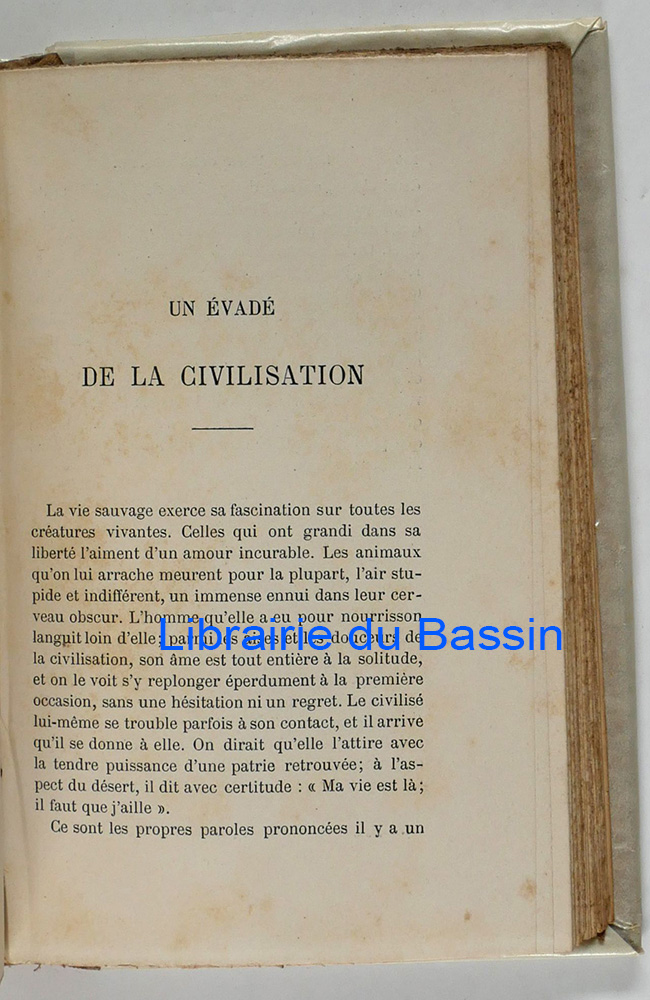 UN ÉVADÉ
DE LA CIVILISATION
La vie sauvage exerce sa fascination sur toutes les
créatures vivantes. Celles qui ont grandi dans sa
liberté l'aiment d'un amour incurable. Les animaux
qu'on lui arrache meurent pour la plupart, l'air stu-
pide et indifférent, un immense ennui dans leur cer-
veau obscur. L'homme qu'elle a eu pour nourrisson
languit loin d'elle; parmi les aises et les douceurs de
Librairie du Bassin
la civilisation, son âme est tout entière à la solitude,
et on le voit s'y replonger éperdument à la première
occasion, sans une hésitation ni un regret. Le civilisé
lui-même se trouble parfois à son contact, et il arrive
qu'il se donne à elle. On dirait qu'elle l'attire avec
la tendre puissance d'une patrie retrouvée; à l'as-
pect du désert, il dit avec certitude : « Ma vie est là;
il faut que j'aille ».
Ce sont les propres paroles prononcées il y a un